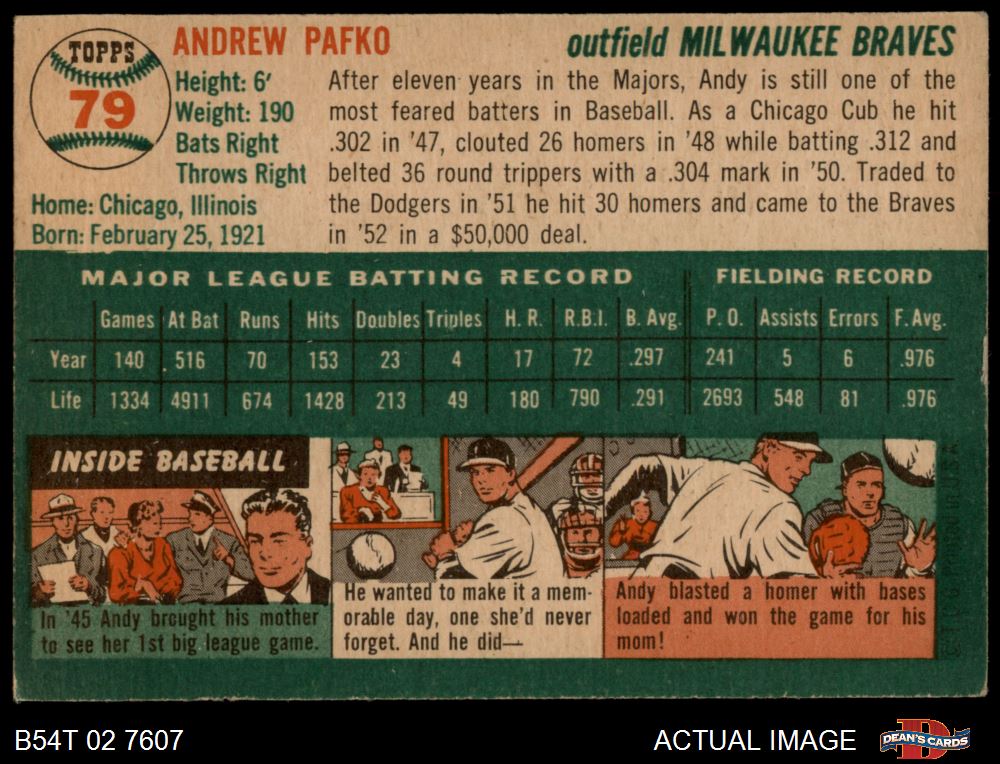 TOPPS
79
ANDREW PAFKO
outfield MILWAUKEE BRAVES
Height: 6'
Weight: 190
Bats Right
Throws Right
Home: Chicago, Illinois
Born: February 25, 1921
After eleven years in the Majors, Andy is still one of the
most feared batters in Baseball. As a Chicago Cub he hit
.302 in '47, clouted 26 homers in '48 while batting .312 and
belted 36 round trippers with a .304 mark in '50. Traded to
the Dodgers in '51 he hit 30 homers and came to the Braves
in '52 in a $50,000 deal.
MAJOR LEAGUE BATTING RECORD FIELDING RECORD
Games At Bat Runs Hits Doubles Triples H. R. R.B.I. B. Avg. P. O. Assists Errors F. Avg.
Year 140 516 70 153 23 4 17 72 .297 241 5 6 .976
Life 1334 4911 674 1428 213 49 180 790 .291 2693 548 81 .976
INSIDE BASEBALL
In '45 Andy brought his mother
to see her 1st big league game.
He wanted to make it a mem-
orable day, one she'd never
forget. And he did—
Andy blasted a homer with bases
loaded and won the game for his
mom!
B54T 02 7607
ACTUAL IMAGE
DEAN'S CARDS